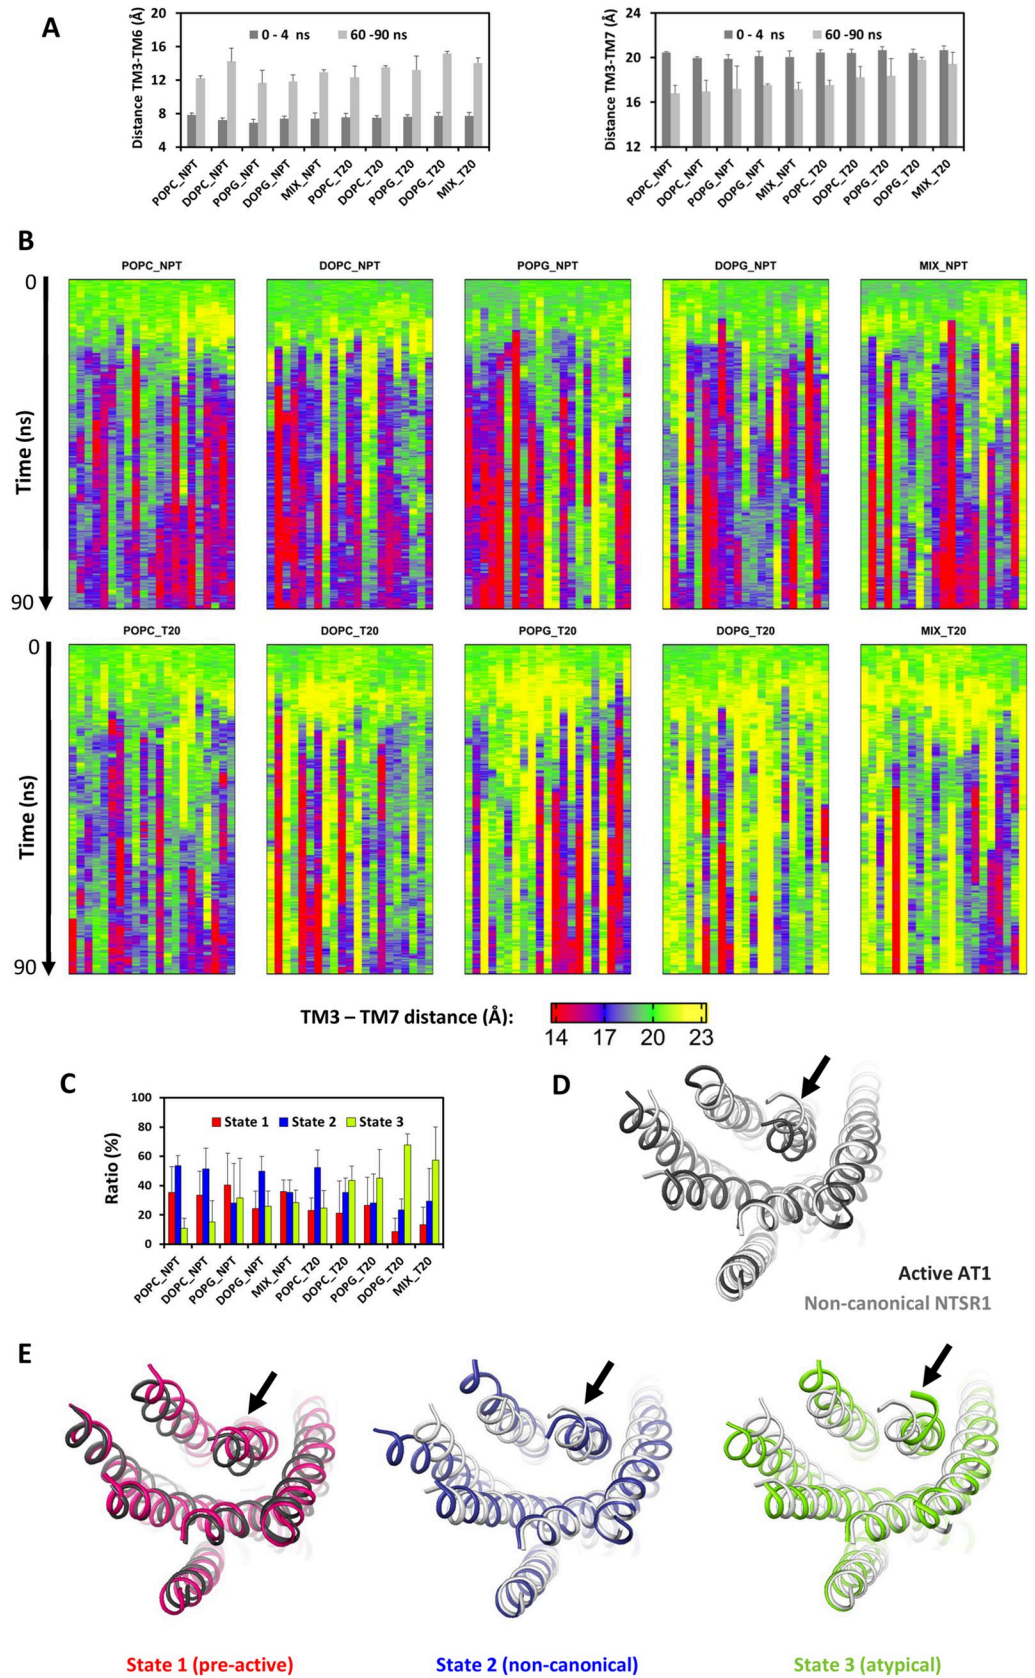 A
Distance TM3-TM6 (Å)
20
16
12
8
4
0 - 4 ns
60 -90 ns
POPC_NPT
DOPC_NPT
POPG_NPT
DOPG_NPT
MIX_NPT
POPC_T20
DOPC_T20
POPG_T20
DOPG_T20
MIX_T20
Distance TM3-TM7 (Å)
24
20
16
12
0 - 4 ns
60 -90 ns
POPC_NPT
DOPC_NPT
POPG_NPT
DOPG_NPT
MIX_NPT
POPC_T20
DOPC_T20
POPG_T20
DOPG_T20
MIX_T20
B
POPC_NPT
DOPC_NPT
POPG_NPT
DOPG_NPT
MIX_NPT
0
Time (ns)
90
POPC_T20
DOPC_T20
POPG_T20
DOPG_T20
MIX_T20
0
Time (ns)
90
TM3 – TM7 distance (Å):
14 17 20 23
C
Ratio (%)
100
80
60
40
20
0
State 1
State 2
State 3
POPC_NPT
DOPC_NPT
POPG_NPT
DOPG_NPT
MIX_NPT
POPC_T20
DOPC_T20
POPG_T20
DOPG_T20
MIX_T20
D
Active AT1
Non-canonical NTSR1
E
State 1 (pre-active)
State 2 (non-canonical)
State 3 (atypical)